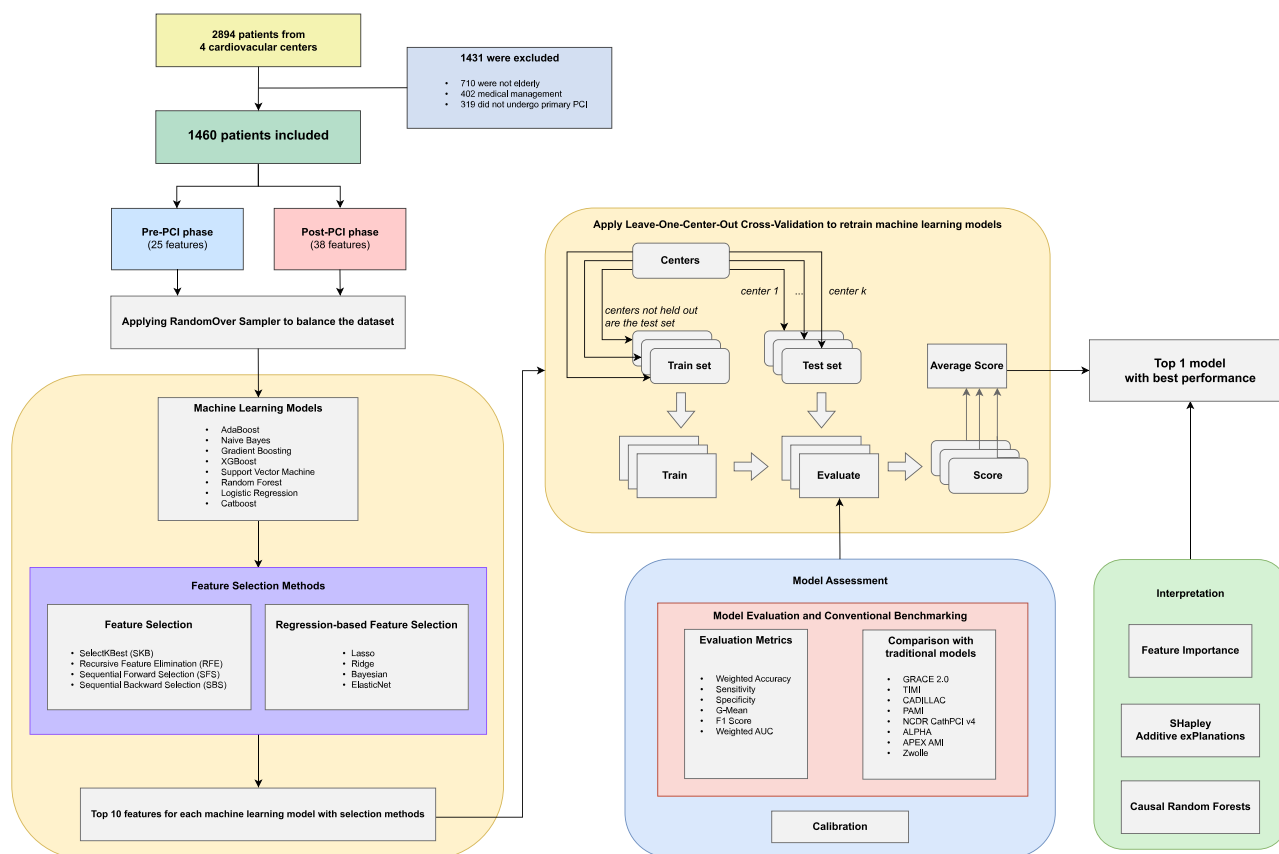 2894 patients from
4 cardiovacular centers
1431 were excluded
• 710 were not elderly
• 402 medical management
• 319 did not undergo primary PCI
1460 patients included
Pre-PCI phase
(25 features)
Post-PCI phase
(38 features)
Applying RandomOver Sampler to balance the dataset
Machine Learning Models
• AdaBoost
• Naive Bayes
• Gradient Boosting
• XGBoost
• Support Vector Machine
• Random Forest
• Logistic Regression
• Catboost
Feature Selection Methods
Feature Selection
• SelectKBest (SKB)
• Recursive Feature Elimination (RFE)
• Sequential Forward Selection (SFS)
• Sequential Backward Selection (SBS)
Regression-based Feature Selection
• Lasso
• Ridge
• Bayesian
• ElasticNet
Top 10 features for each machine learning model with selection methods
Apply Leave-One-Center-Out Cross-Validation to retrain machine learning models
Centers
center 1
...
center k
centers not held out
are the test set
Train set
Test set
Average Score
Train
Evaluate
Score
Top 1 model
with best performance
Model Assessment
Model Evaluation and Conventional Benchmarking
Evaluation Metrics
• Weighted Accuracy
• Sensitivity
• Specificity
• G-Mean
• F1 Score
• Weighted AUC
Comparison with
traditional models
• GRACE 2.0
• TIMI
• CADILLAC
• PAMI
• NCDR CathPCI v4
• ALPHA
• APEX AMI
• Zwolle
Calibration
Interpretation
Feature Importance
SHapley
Additive exPlanations
Causal Random Forests